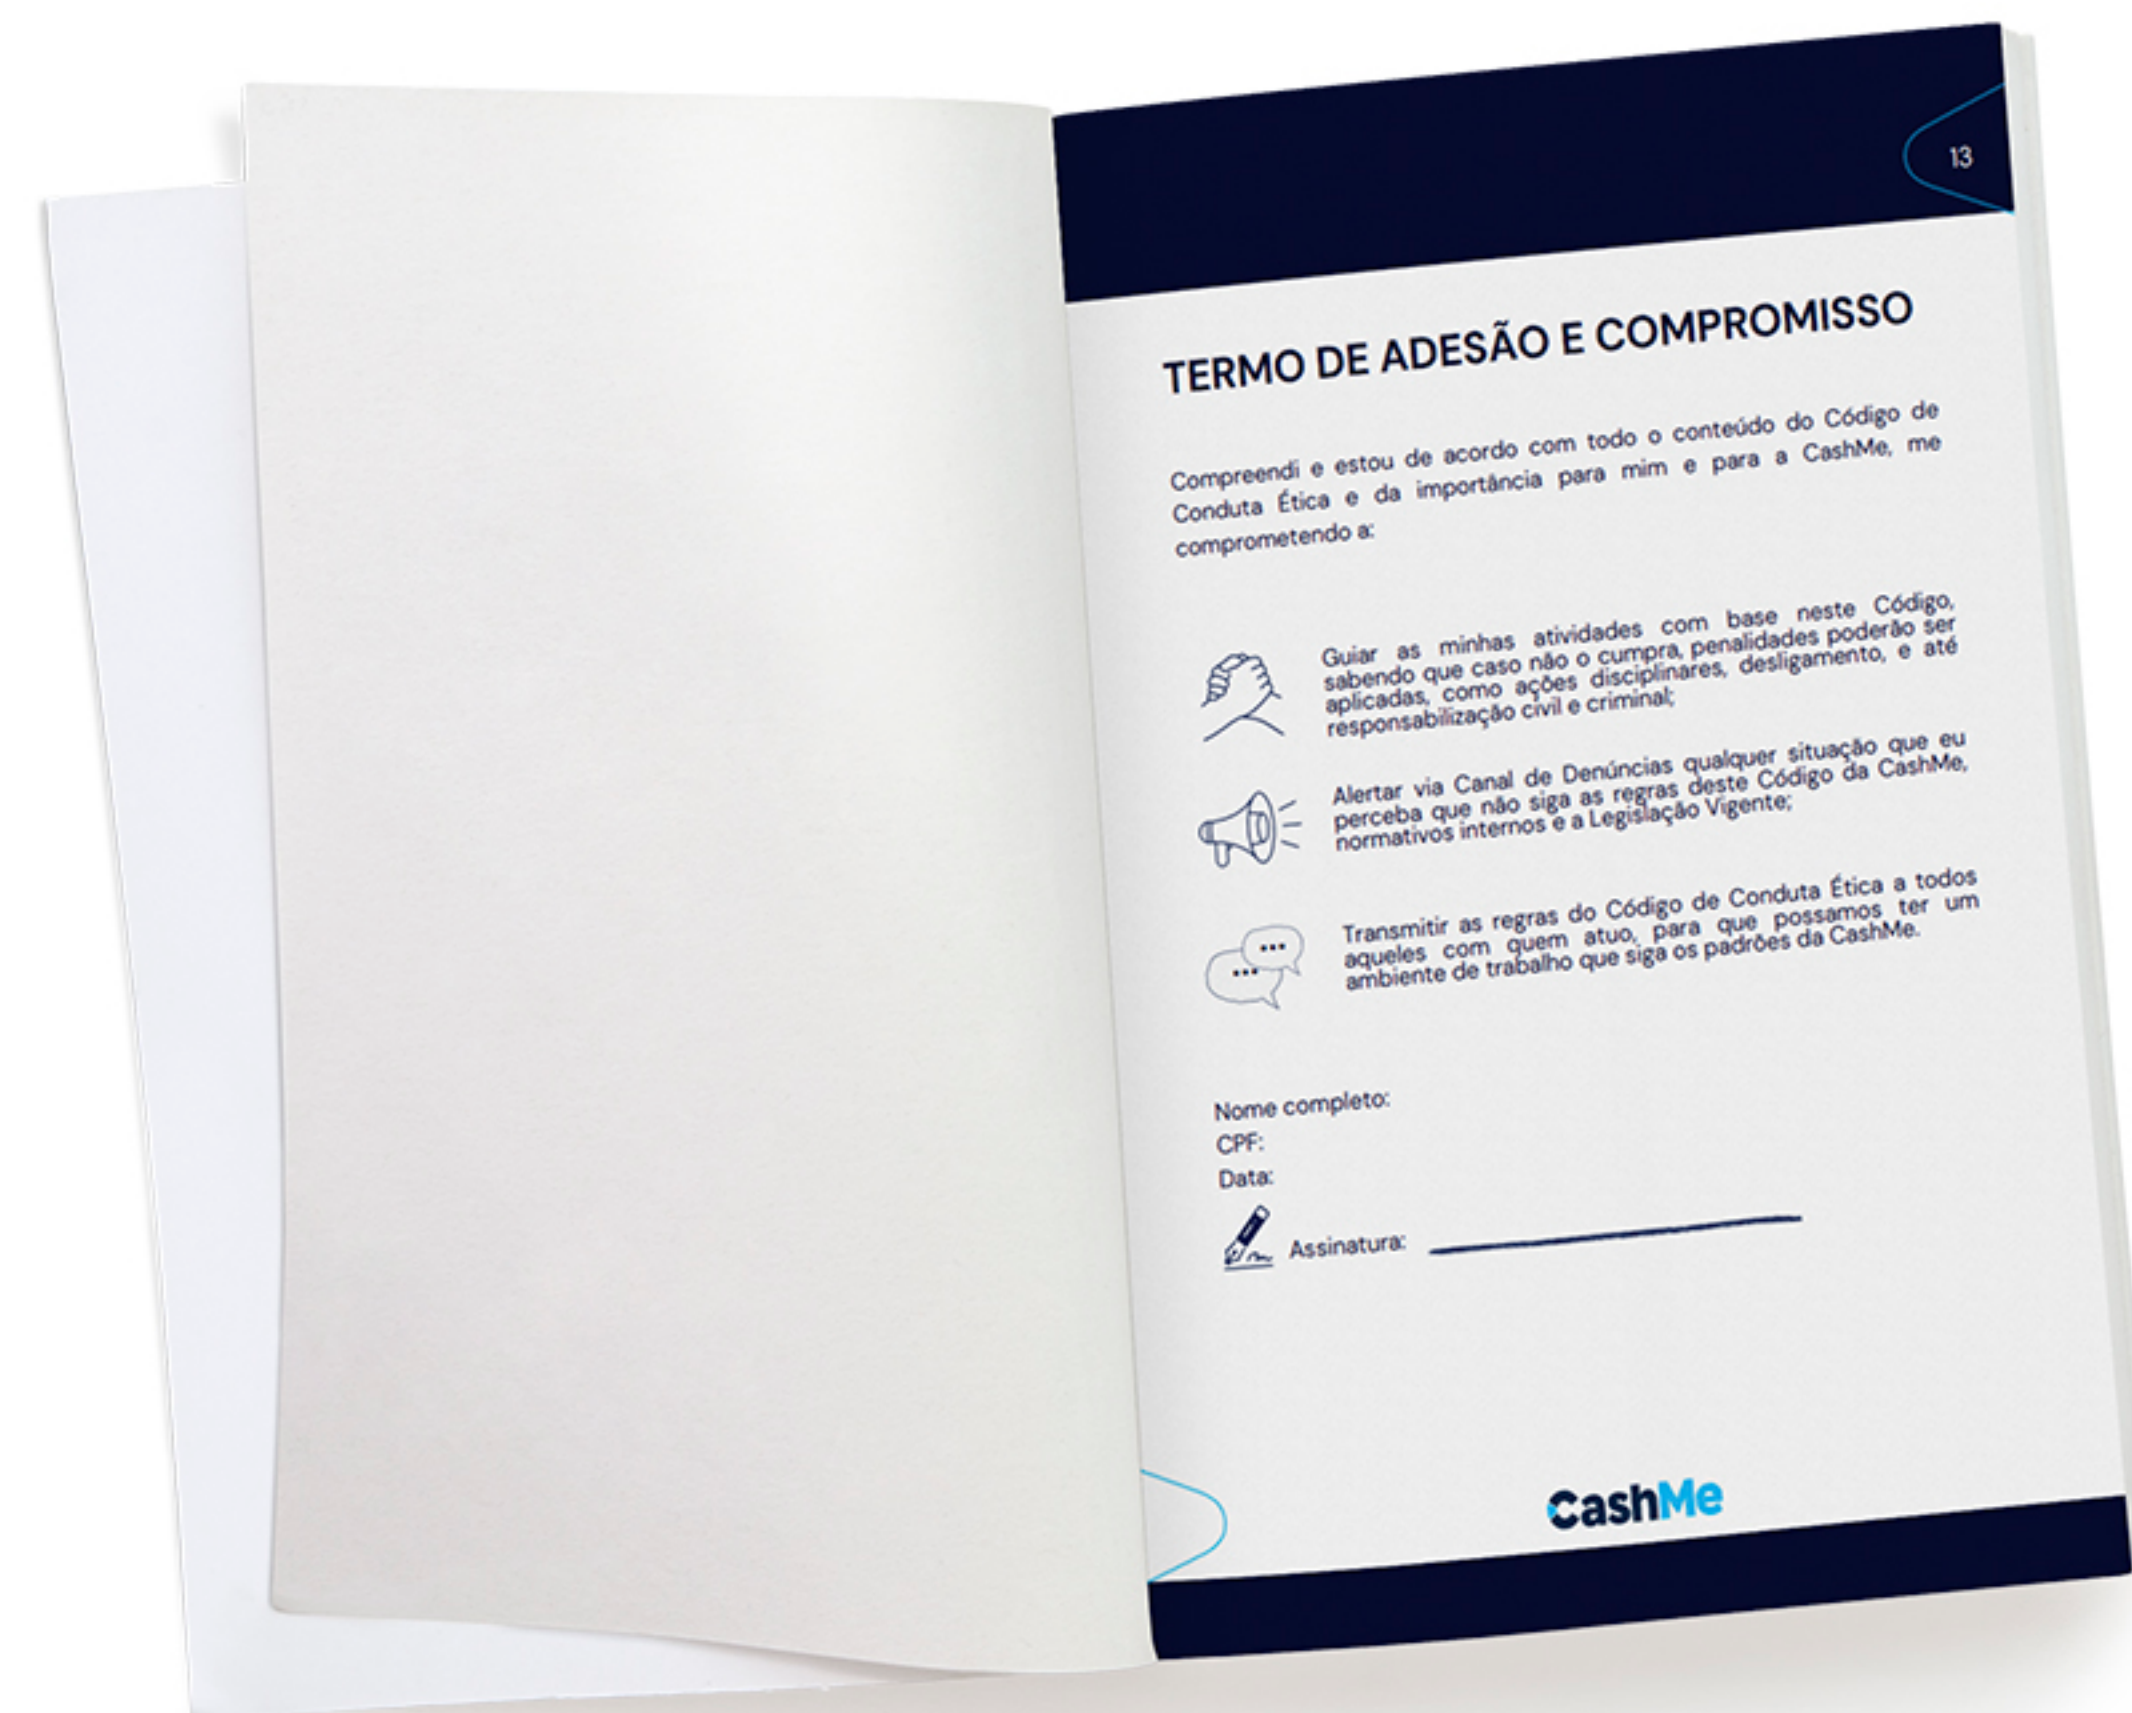 13
TERMO DE ADESÃO E COMPROMISSO
Compreendi e estou de acordo com todo o conteúdo do Código de
Conduta Ética e da importância para mim e para a CashMe, me
comprometendo a:
Guiar as minhas atividades com base neste Código,
sabendo que caso não o cumpra, penalidades poderão ser
aplicadas, como ações disciplinares, desligamento, e até
responsabilização civil e criminal;
Alertar via Canal de Denúncias qualquer situação que eu
perceba que não siga as regras deste Código da CashMe,
normativos internos e a Legislação Vigente;
Transmitir as regras do Código de Conduta Ética a todos
aqueles com quem atuo, para que possamos ter um
ambiente de trabalho que siga os padrões da CashMe.
Nome completo:
CPF:
Data:
Assinatura:
CashMe